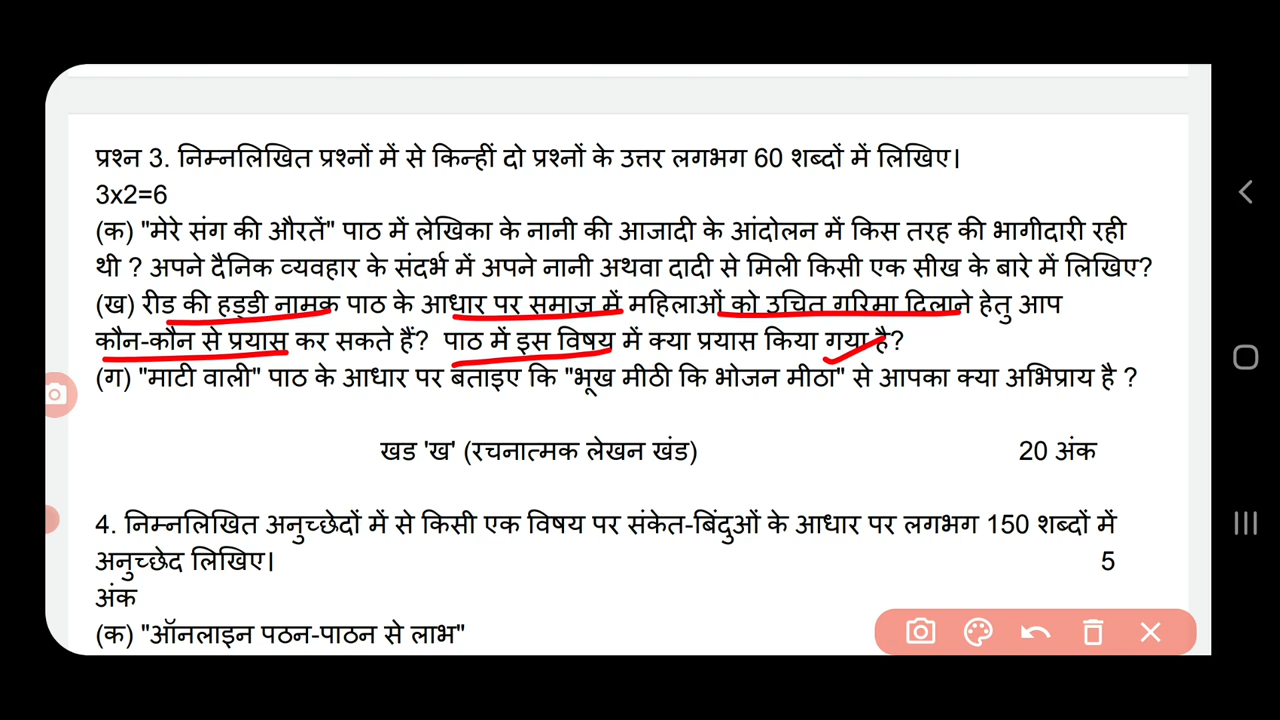 प्रश्न 3. निम्नलिखित प्रश्नों में से किन्हीं दो प्रश्नों के उत्तर लगभग 60 शब्दों में लिखिए।
3x2=6
(क) "मेरे संग की औरतें" पाठ में लेखिका के नानी की आजादी के आंदोलन में किस तरह की भागीदारी रही
थी ? अपने दैनिक व्यवहार के संदर्भ में अपने नानी अथवा दादी से मिली किसी एक सीख के बारे में लिखिए?
(ख) रीड की हड्डी नामक पाठ के आधार पर समाज में महिलाओं को उचित गरिमा दिलाने हेतु आप
कौन-कौन से प्रयास कर सकते हैं? पाठ में इस विषय में क्या प्रयास किया गया है?
(ग) "माटी वाली" पाठ के आधार पर बताइए कि "भूख मीठी कि भोजन मीठा" से आपका क्या अभिप्राय है ?
खड 'ख' (रचनात्मक लेखन खंड) 20 अंक
4. निम्नलिखित अनुच्छेदों में से किसी एक विषय पर संकेत-बिंदुओं के आधार पर लगभग 150 शब्दों में
अनुच्छेद लिखिए। 5
अंक
(क) "ऑनलाइन पठन-पाठन से लाभ"